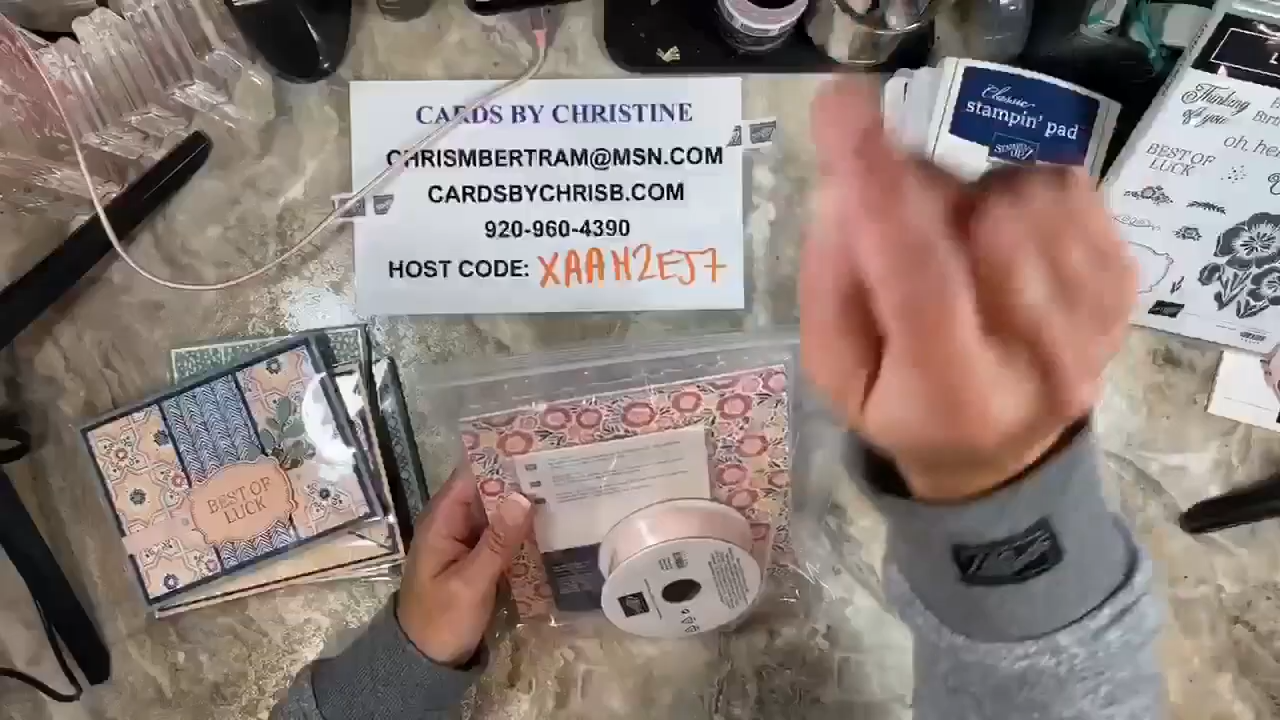 CARDS BY CHRISTINE
CHRISMBERTRAM@MSN.COM
CARDSBYCHRISB.COM
920-960-4390
HOST CODE: XAAH2EJ7
Classic
stampin' pad
Thinking
of you
oh, he
BEST OF
LUCK
BEST OF
LUCK